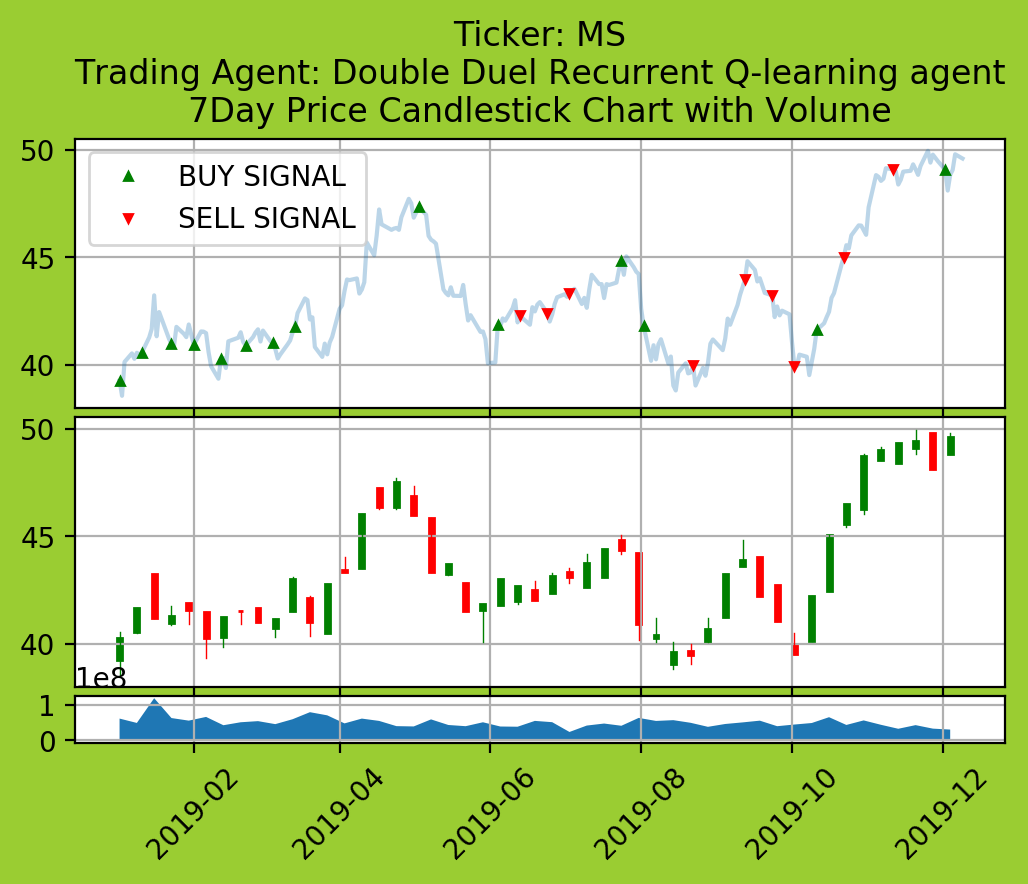 Ticker: MS
Trading Agent: Double Duel Recurrent Q-learning agent
7Day Price Candlestick Chart with Volume
50
45
40
BUY SIGNAL
SELL SIGNAL
50
45
40
1e8
1
0
2019-02
2019-04
2019-06
2019-08
2019-10
2019-12